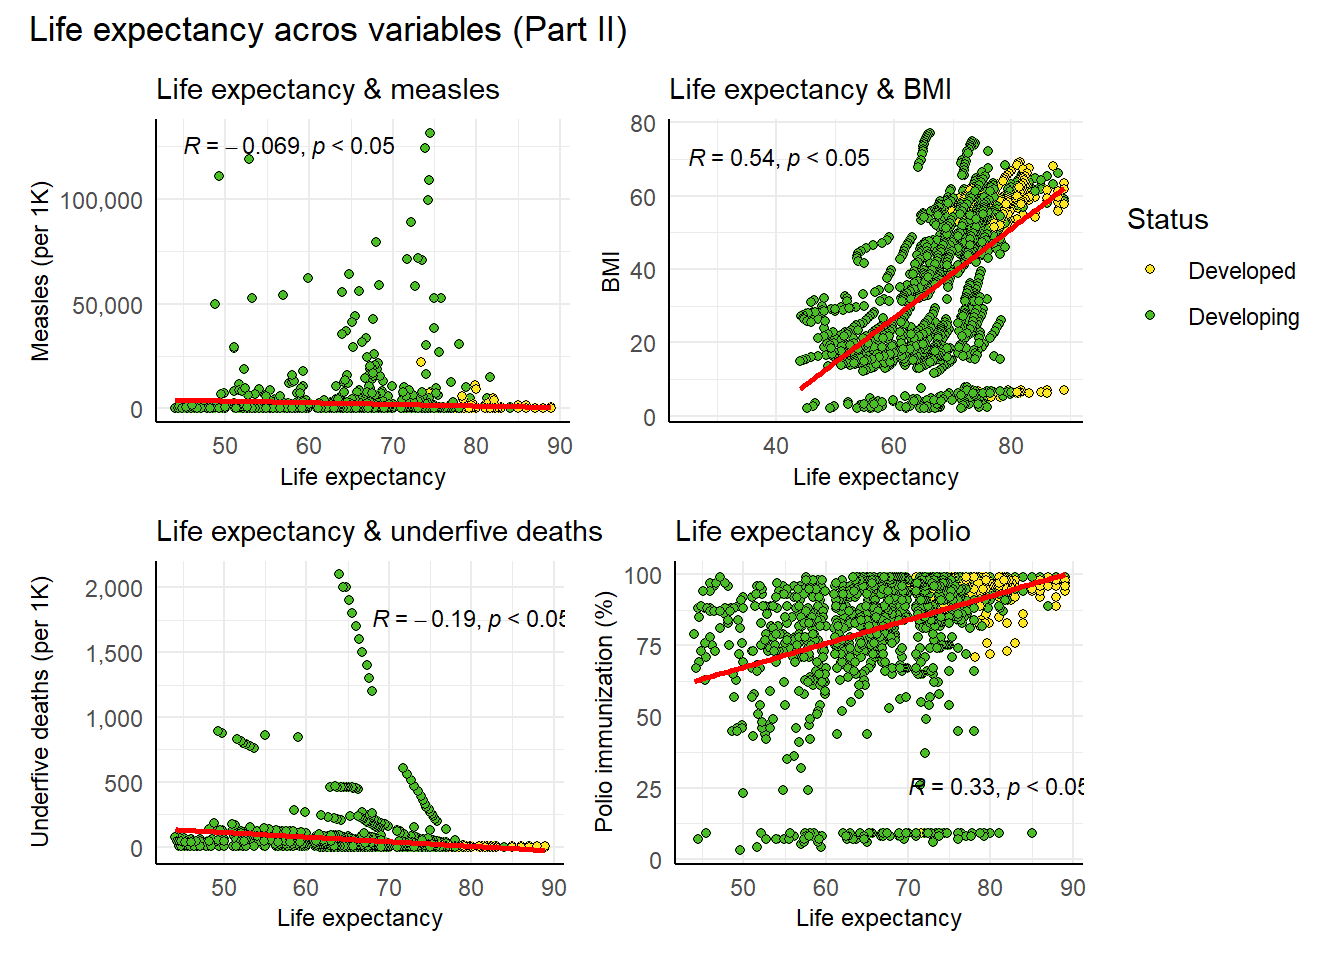 Life expectancy acros variables (Part II)
Life expectancy & measles
R = − 0.069, p < 0.05
Measles (per 1K)
100,000
50,000
0
50 60 70 80 90
Life expectancy
Life expectancy & BMI
R = 0.54, p < 0.05
BMI
80
60
40
20
0
40 60 80
Life expectancy
Status
Developed
Developing
Life expectancy & underfive deaths
R = − 0.19, p < 0.05
Underfive deaths (per 1K)
2,000
1,500
1,000
500
0
50 60 70 80 90
Life expectancy
Life expectancy & polio
R = 0.33, p < 0.05
Polio immunization (%)
100
75
50
25
0
50 60 70 80 90
Life expectancy